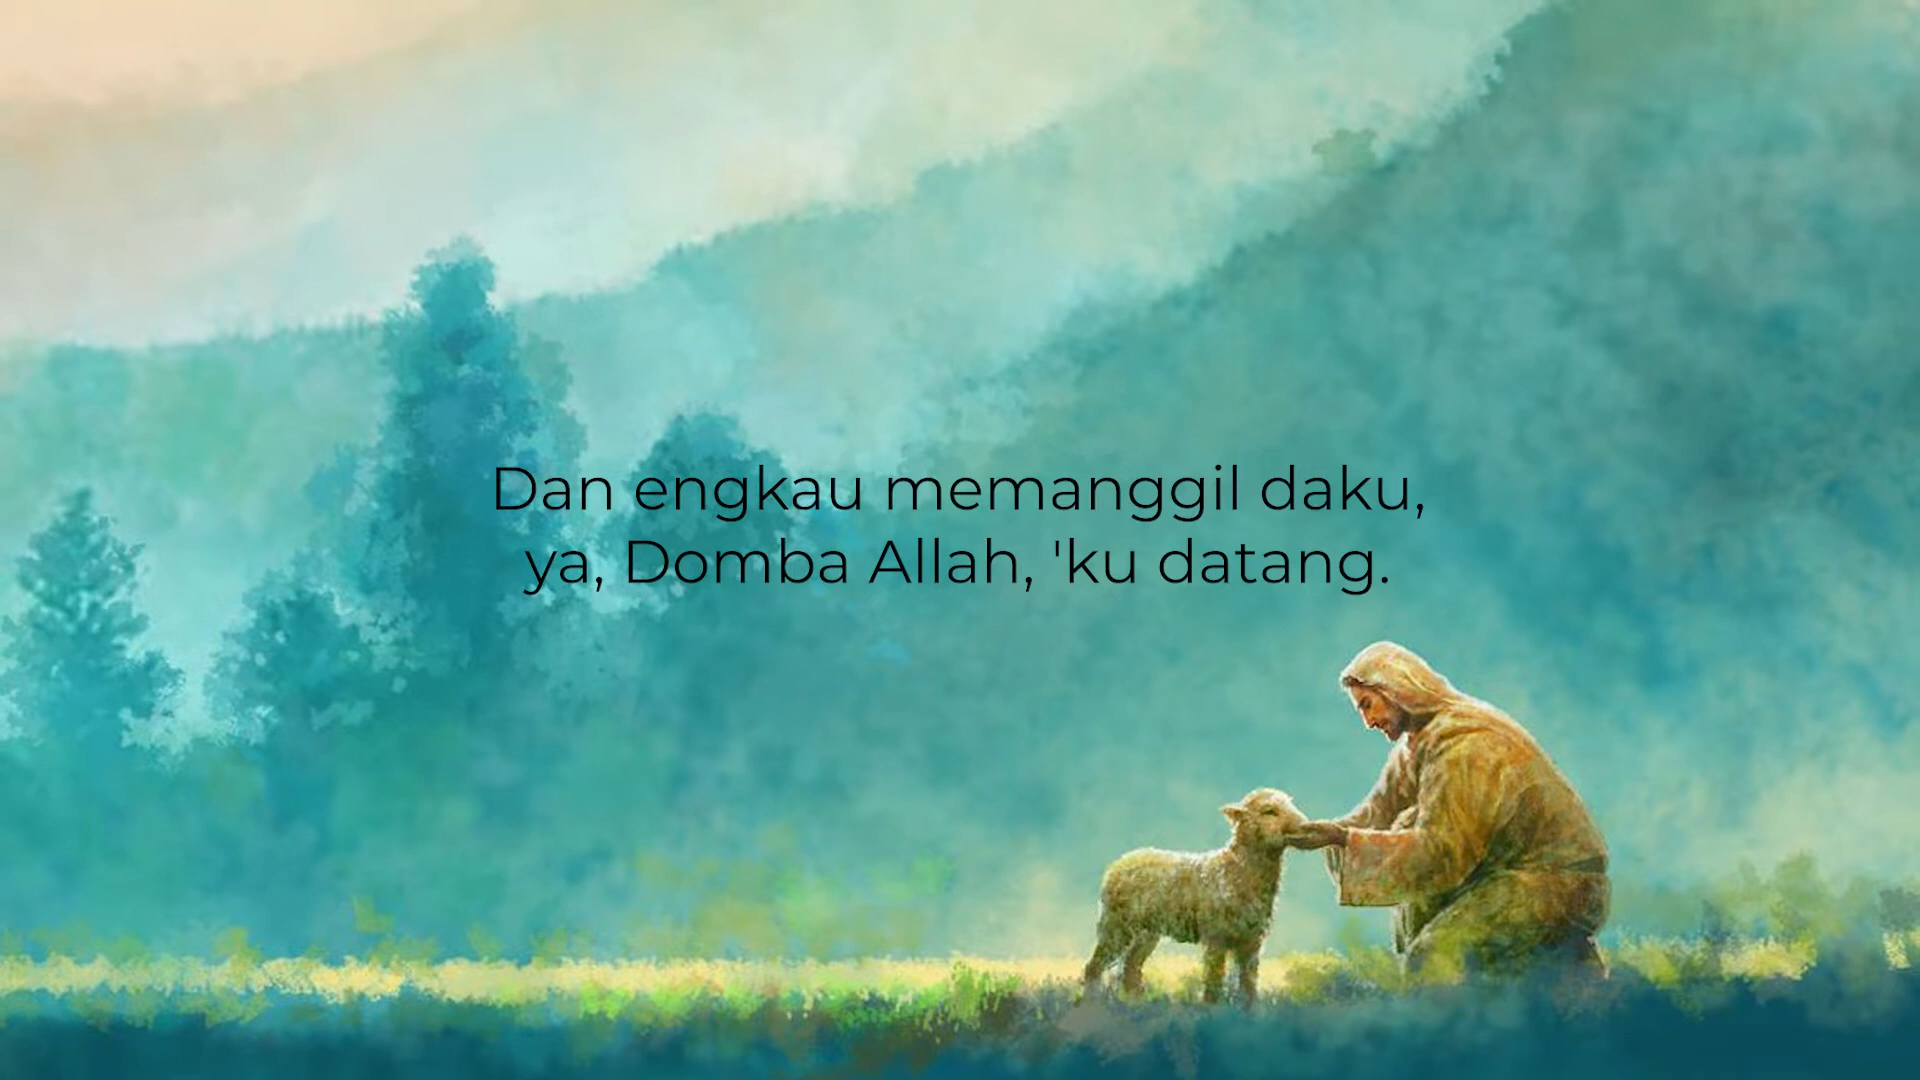 Dan engkau memanggil daku,
ya, Domba Allah, 'ku datang.